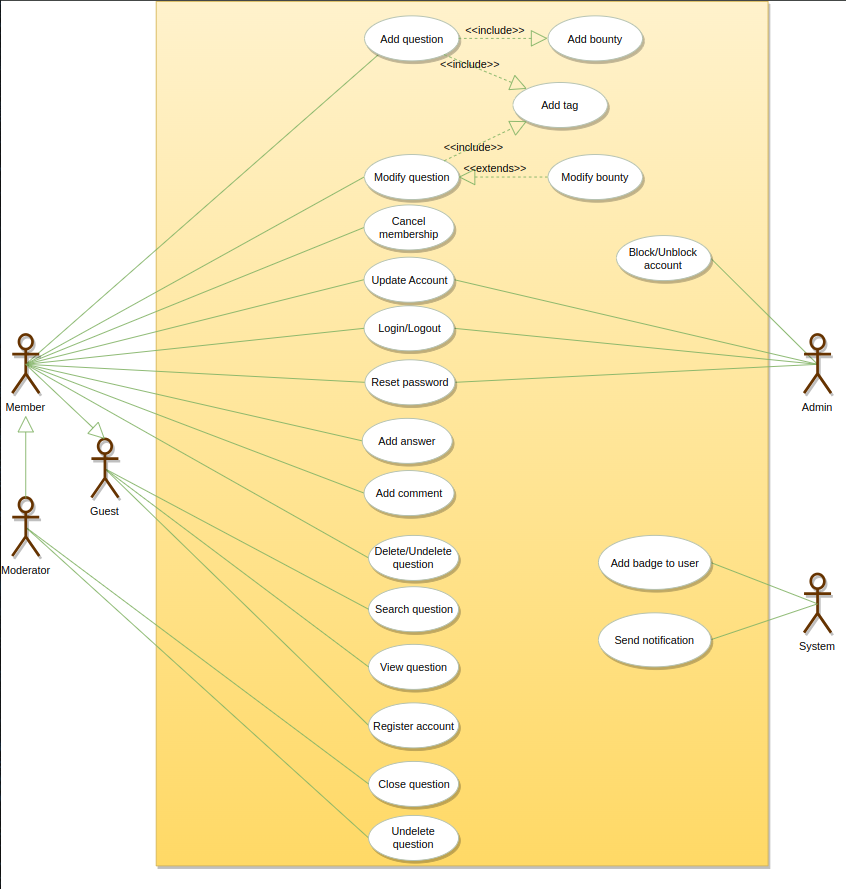 Add question
<<include>>
Add bounty
<<include>>
Add tag
<<include>>
Modify question
<<extends>>
Modify bounty
Cancel
membership
Block/Unblock
account
Update Account
Login/Logout
Reset password
Member
Admin
Add answer
Add comment
Guest
Delete/Undelete
question
Add badge to user
Moderator
Search question
Send notification
System
View question
Register account
Close question
Undelete
question